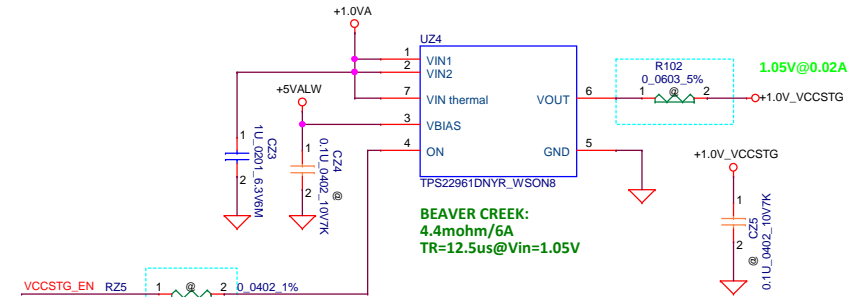 +1.0VA
UZ4
1 VIN1
2 VIN2
7 VIN thermal
3 VBIAS
4 ON
VOUT 6
GND 5
TPS22961DNYR_WSON8
+5VALW
1
CZ3
1U_0201_6.3V6M
2
1
CZ4
0.1U_0402_10V7K
@
2
R102
0_0603_5%
1 @ 2
1.05V@0.02A
+1.0V_VCCSTG
+1.0V_VCCSTG
1
CZ5
0.1U_0402_10V7K
@
2
BEAVER CREEK:
4.4mohm/6A
TR=12.5us@Vin=1.05V
VCCSTG_EN RZ5 1 @ 2 0_0402_1%